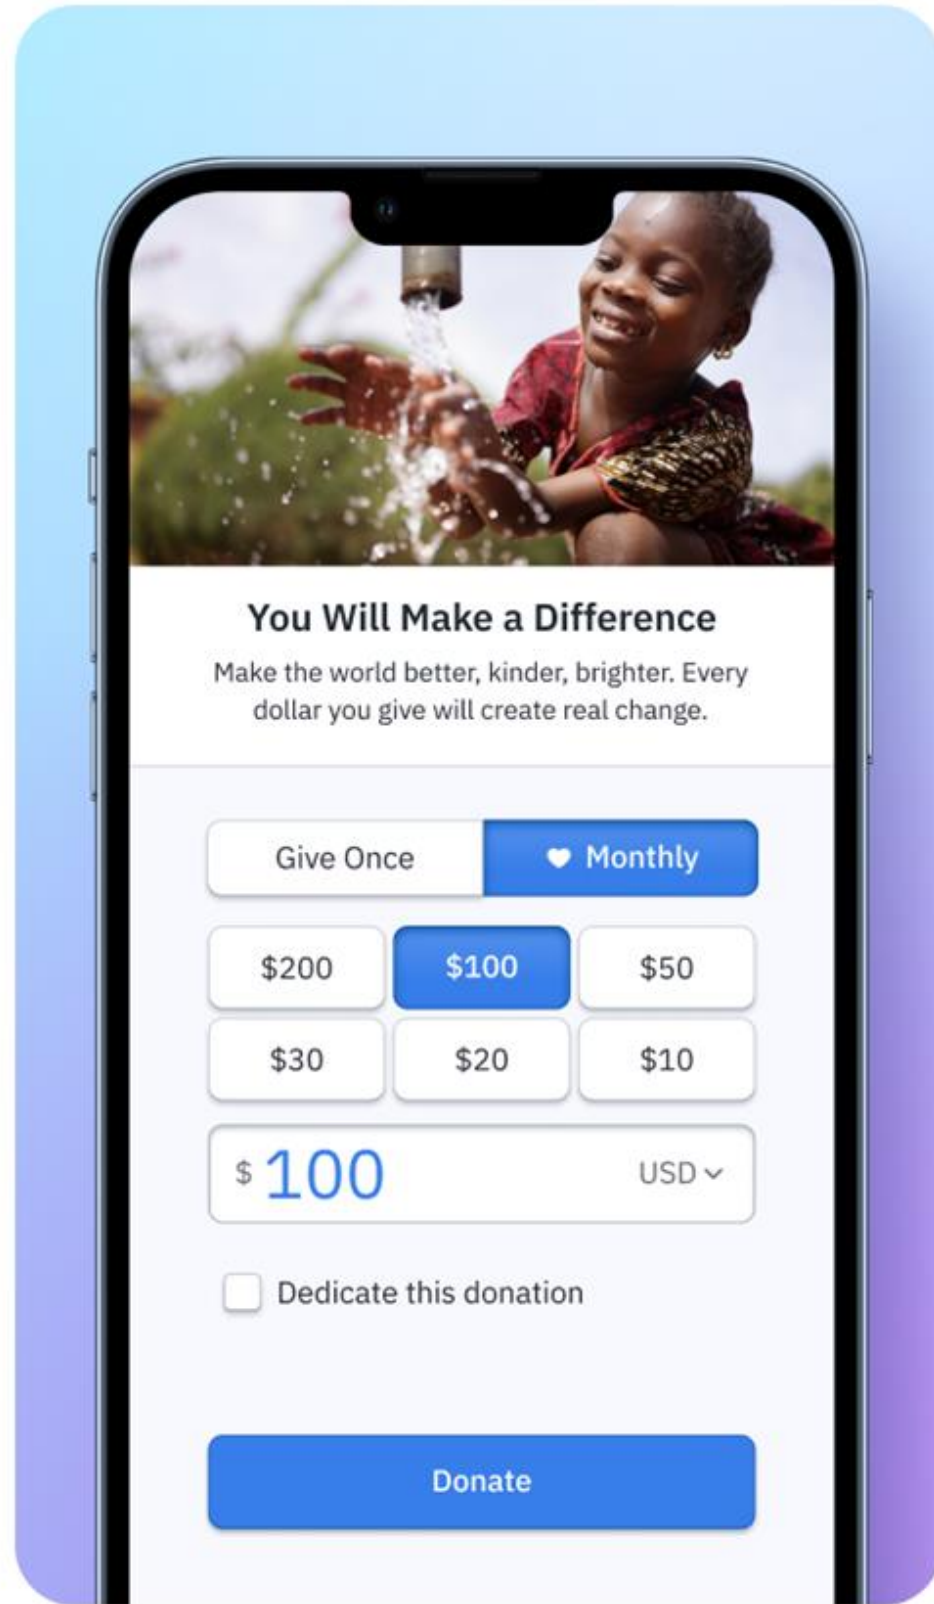 You Will Make a Difference
Make the world better, kinder, brighter. Every
dollar you give will create real change.
Give Once
Monthly
$200
$100
$50
$30
$20
$10
$ 100
USD
Dedicate this donation
Donate